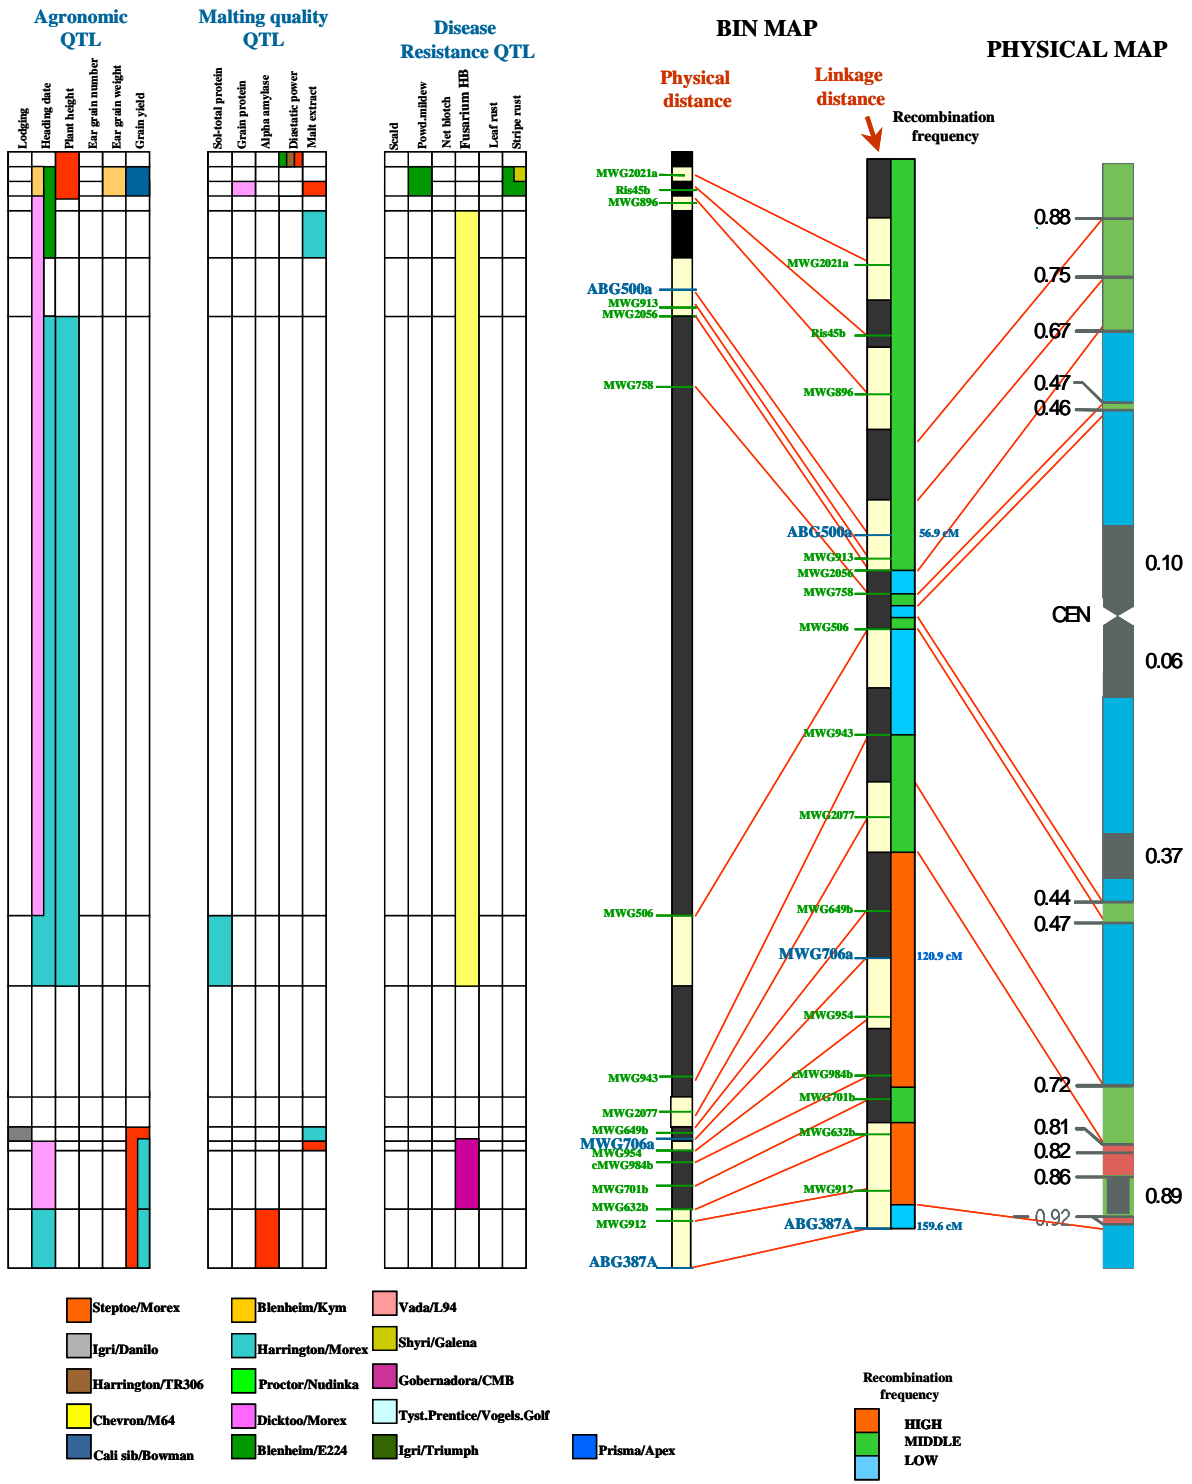 Agronomic
QTL
Malting quality
QTL
Disease
Resistance QTL
BIN MAP
PHYSICAL MAP
Physical
distance
Linkage
distance
Recombination
frequency
Lodging
Heading date
Plant height
Ear grain number
Ear grain weight
Grain yield
Sol-total protein
Grain protein
Alpha amylase
Diastatic power
Malt extract
Scald
Powd.mildew
Net blotch
Fusarium HB
Leaf rust
Stripe rust
MWG2021a
Ris45b
MWG896
ABG500a
MWG913
MWG2056
MWG758
MWG506
MWG943
MWG2077
MWG649b
MWG706a
MWG954
cMWG984b
MWG701b
MWG632b
MWG912
ABG387A
MWG2021a
Ris45b
MWG896
ABG500a
56.9 cM
MWG913
MWG2056
MWG758
MWG506
MWG943
MWG2077
MWG649b
MWG706a
120.9 cM
MWG954
cMWG984b
MWG701b
MWG632b
MWG912
ABG387A
159.6 cM
0.88
0.75
0.67
0.47
0.46
0.10
CEN
0.06
0.37
0.44
0.47
0.72
0.81
0.82
0.86
0.89
0.92
Steptoe/Morex
Igri/Danilo
Harrington/TR306
Chevron/M64
Cali sib/Bowman
Blenheim/Kym
Harrington/Morex
Proctor/Nudinka
Dicktoo/Morex
Blenheim/E224
Vada/L94
Shyri/Galena
Gobernadora/CMB
Tyst.Prentice/Vogels.Golf
Igri/Triumph
Prisma/Apex
Recombination
frequency
HIGH
MIDDLE
LOW